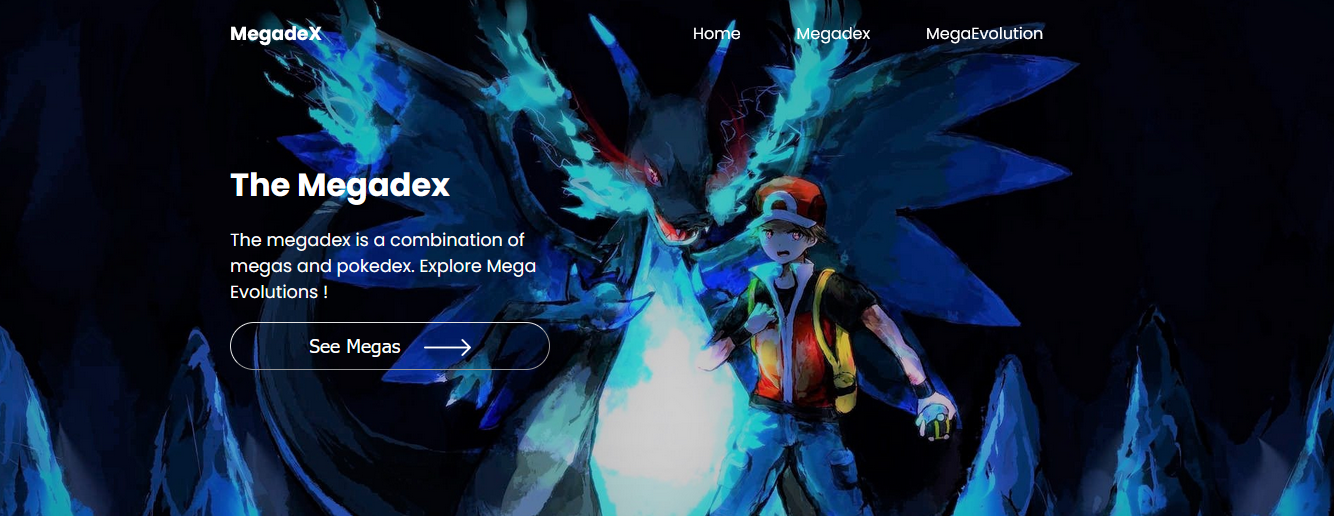 MegadeX
Home Megadex MegaEvolution
The Megadex
The megadex is a combination of
megas and pokedex. Explore Mega
Evolutions !
See Megas